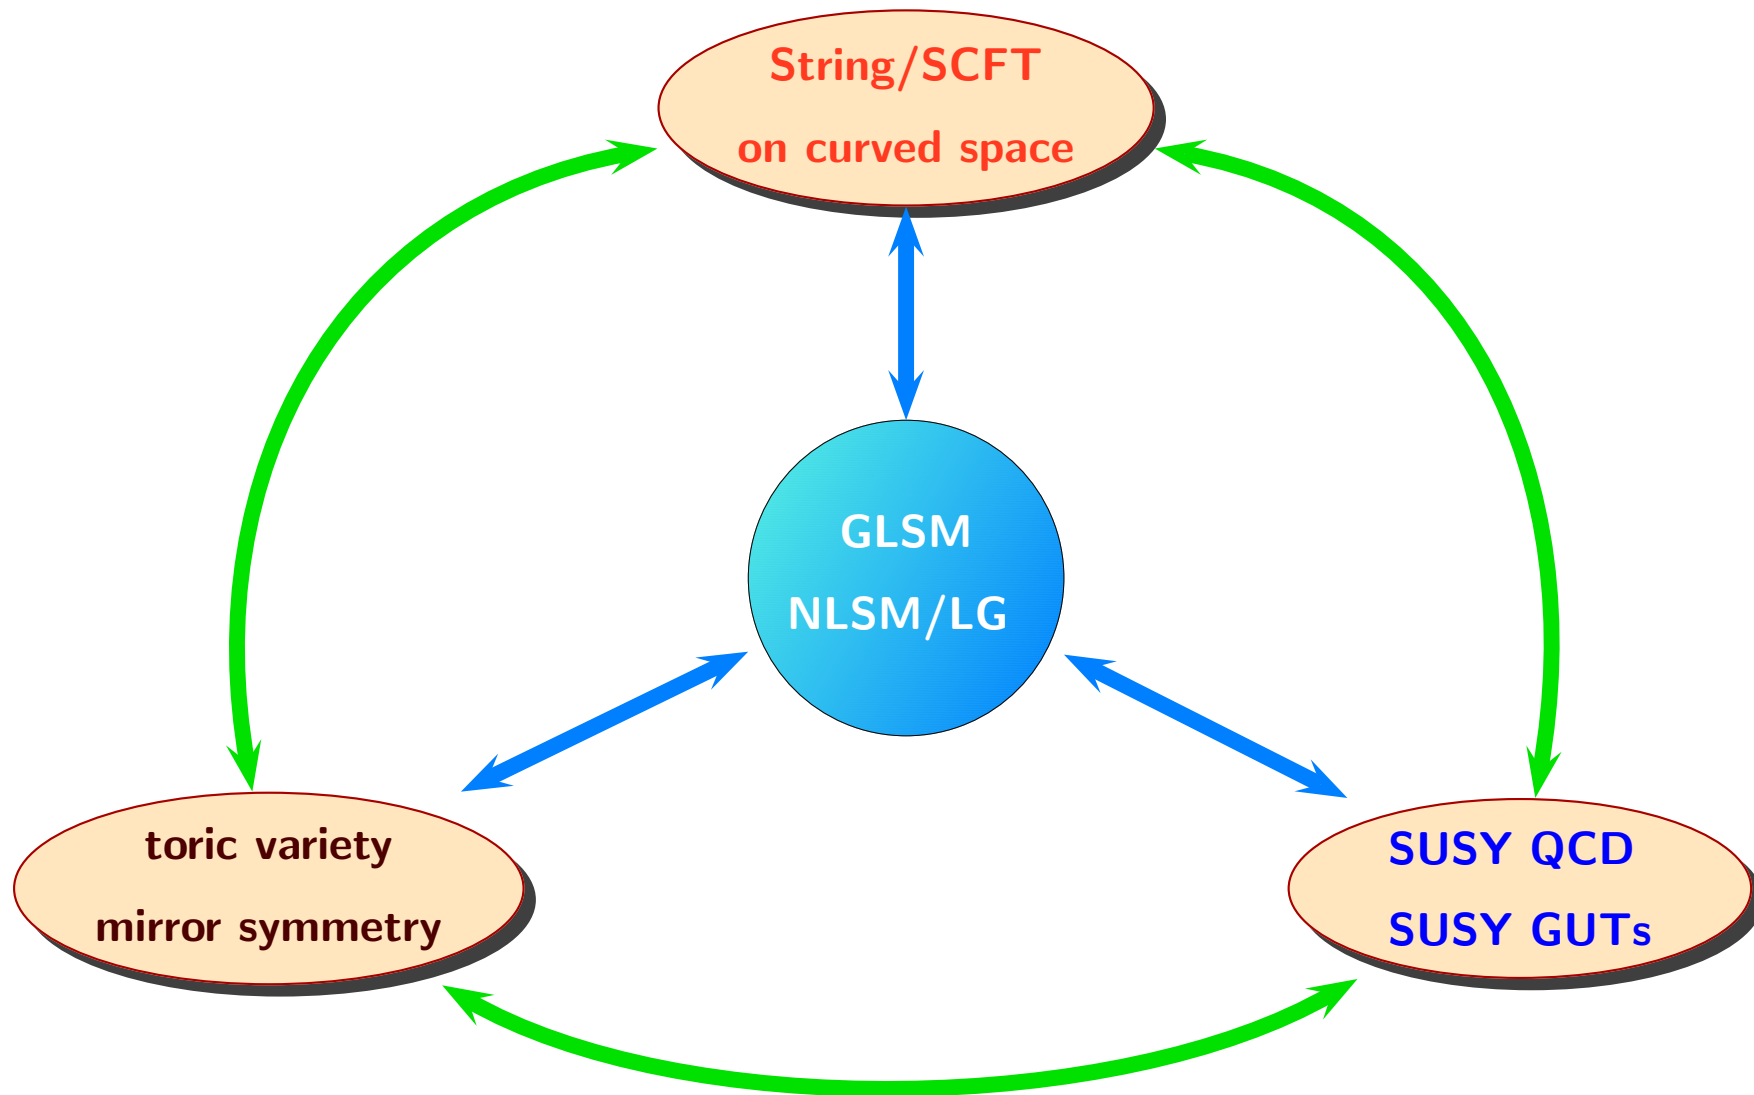 String/SCFT
on curved space
GLSM
NLSM/LG
toric variety
mirror symmetry
SUSY QCD
SUSY GUTs